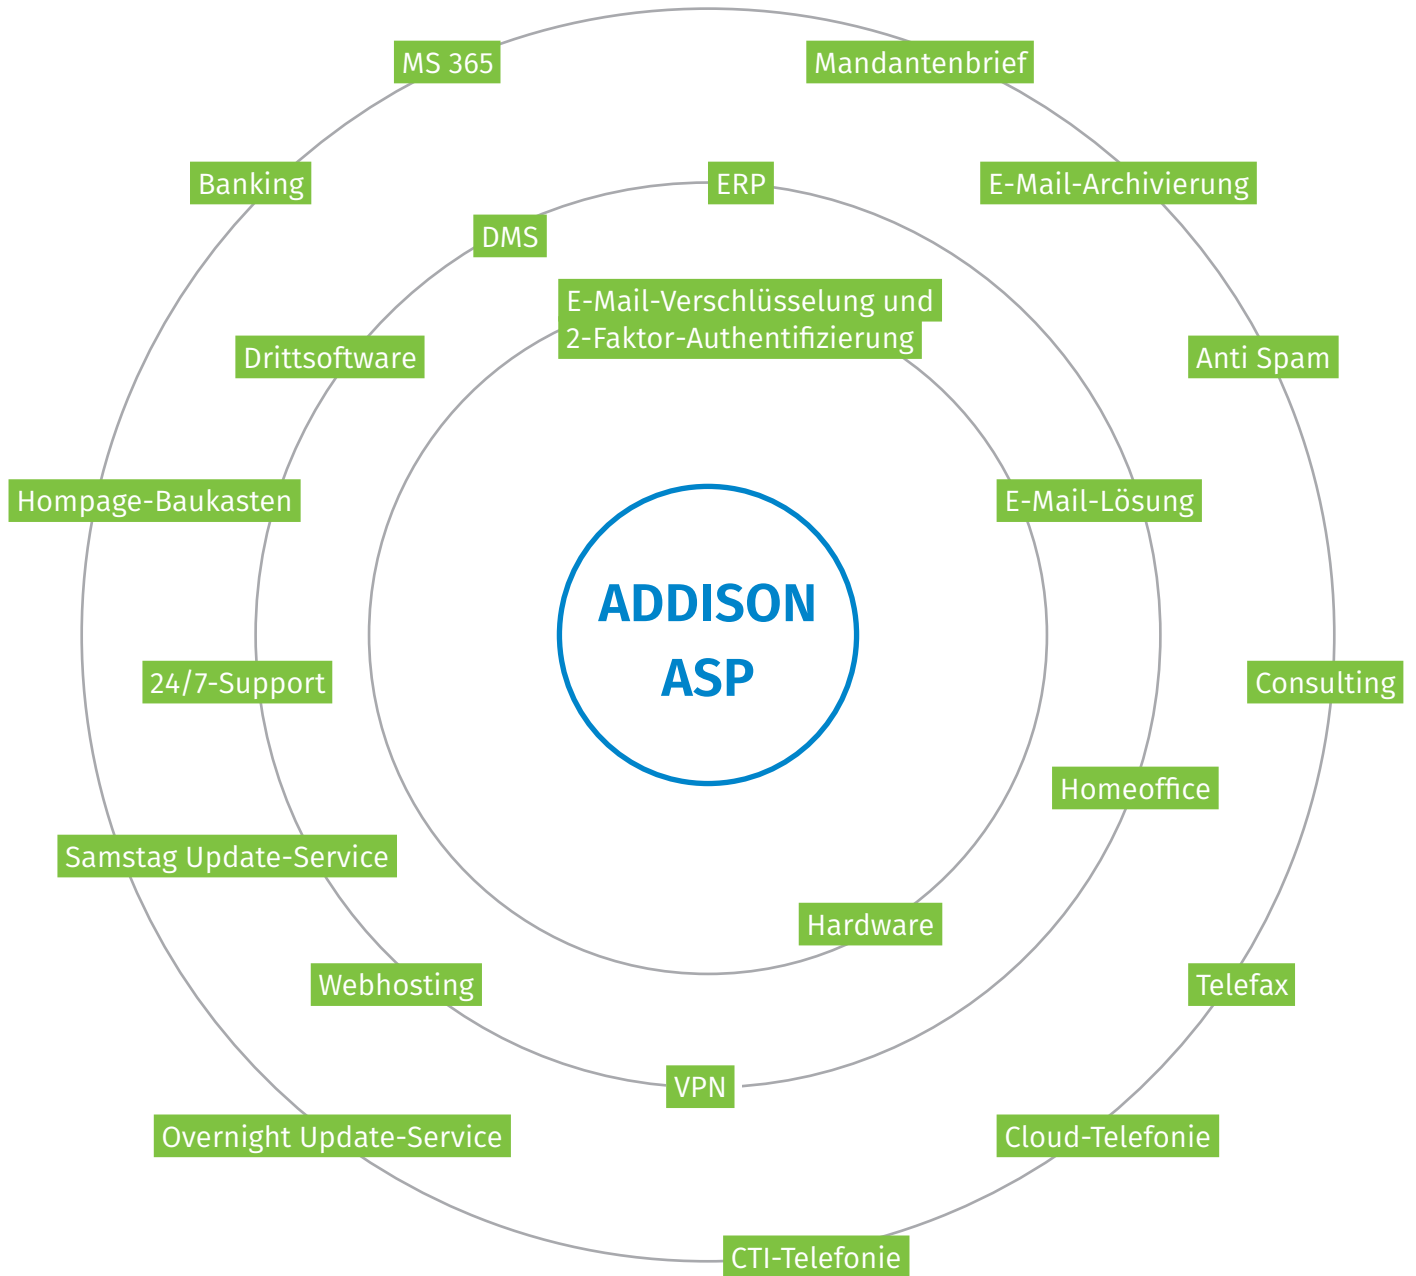 MS 365
Mandantenbrief
Banking
ERP
E-Mail-Archivierung
DMS
E-Mail-Verschlüsselung und
2-Faktor-Authentifizierung
Drittsoftware
Anti Spam
Hompage-Baukasten
E-Mail-Lösung
ADDISON
ASP
24/7-Support
Consulting
Homeoffice
Samstag Update-Service
Hardware
Webhosting
Telefax
VPN
Overnight Update-Service
Cloud-Telefonie
CTI-Telefonie